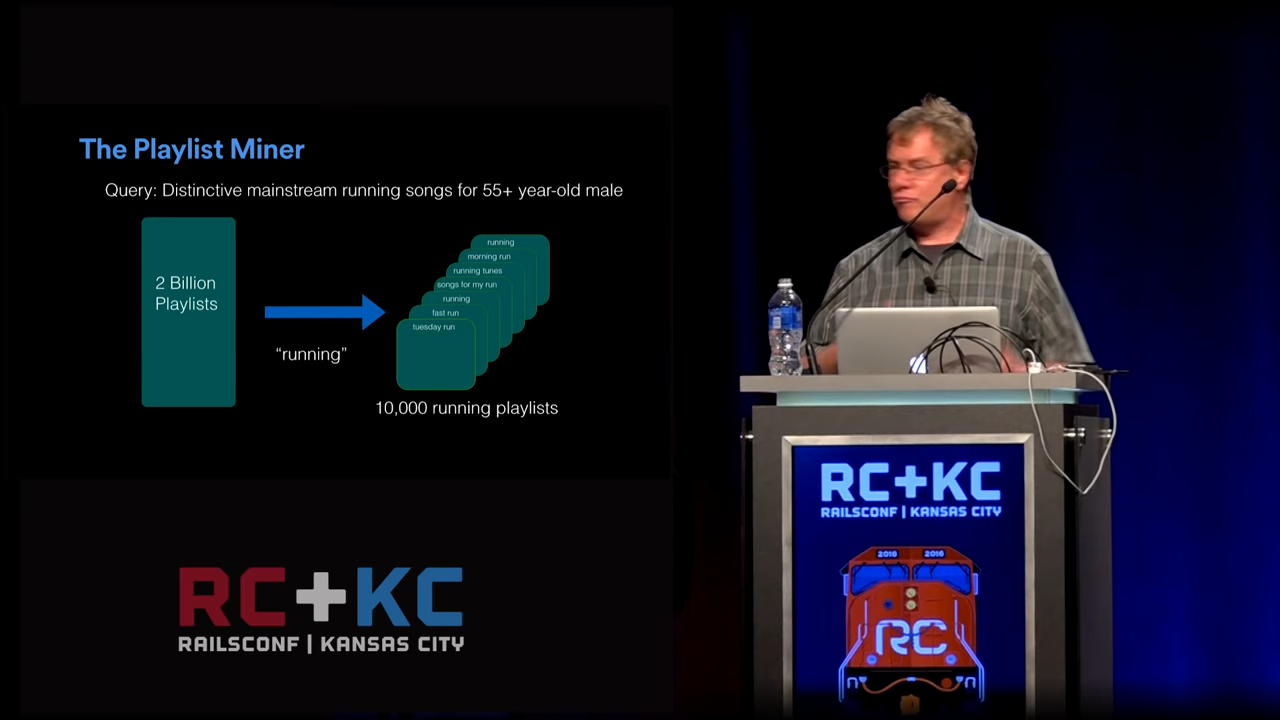 The Playlist Miner
Query: Distinctive mainstream running songs for 55+ year-old male
2 Billion
Playlists
“running”
running
morning run
running tunes
songs for my run
running
fast run
tuesday run
10,000 running playlists
RC+KC
RAILSCONF | KANSAS CITY
RC+KC
RAILSCONF | KANSAS CITY
2016 2016
RC